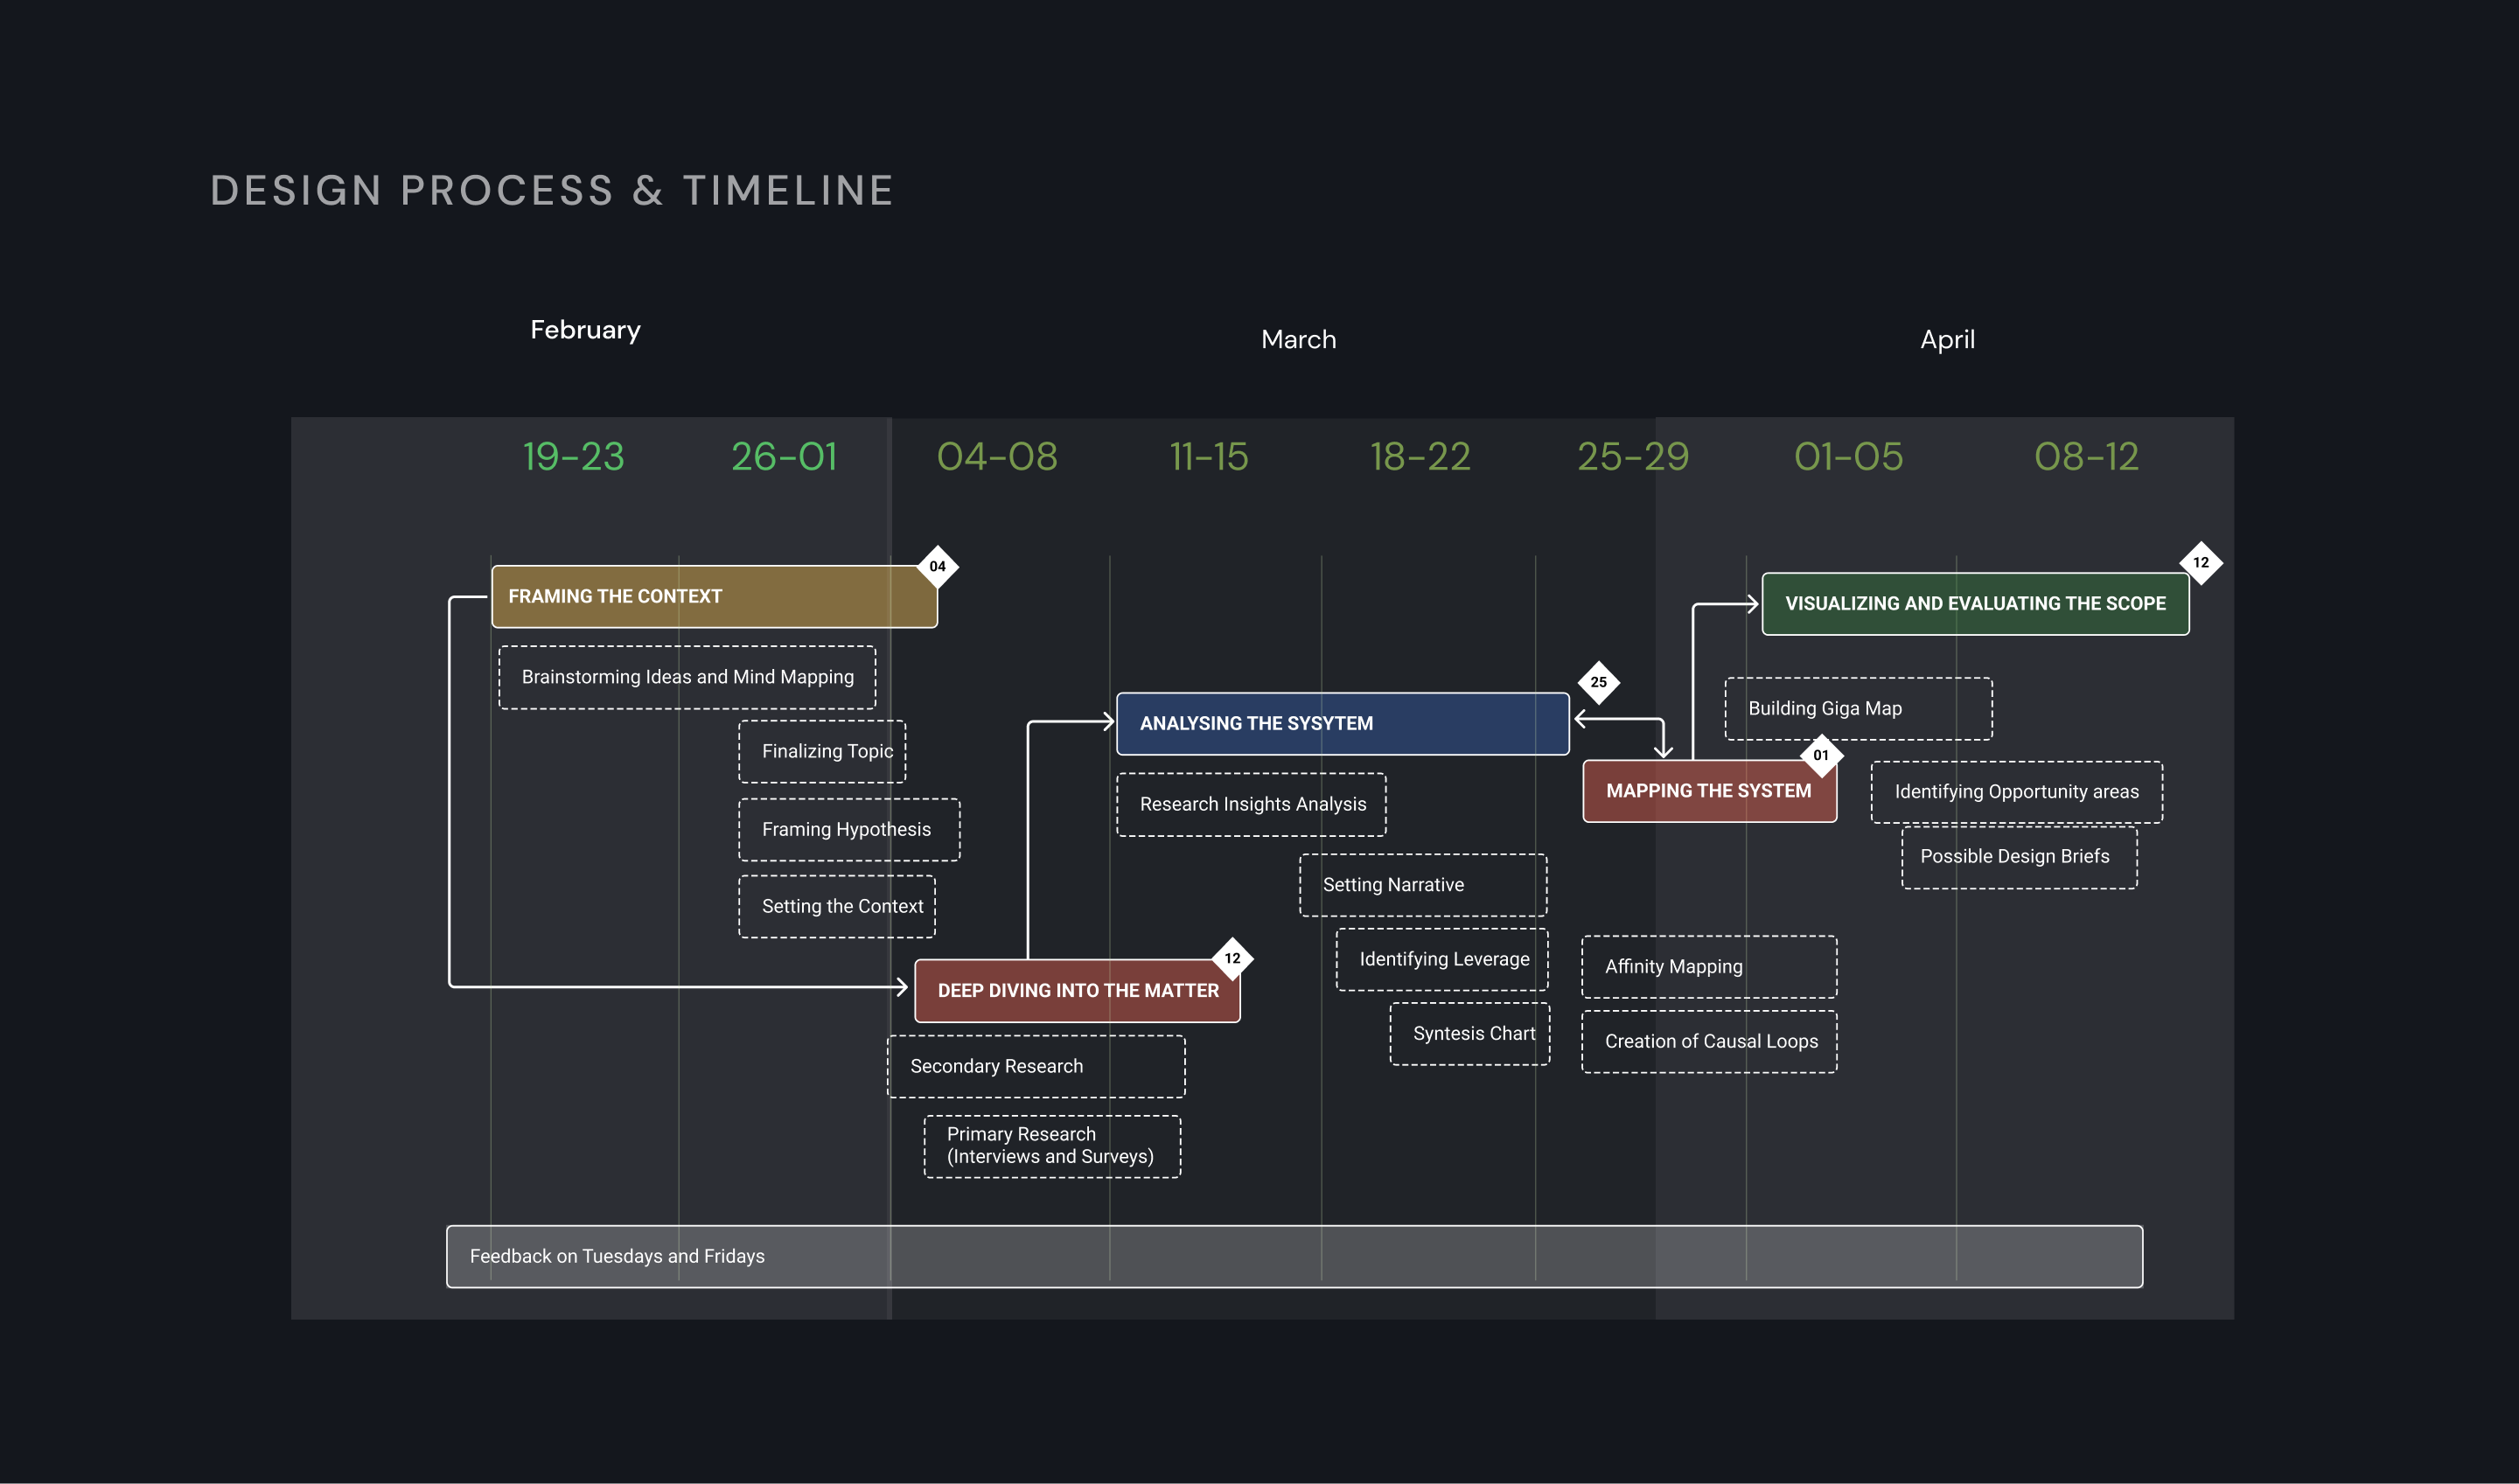 DESIGN PROCESS & TIMELINE
February
March
April
19-23
26-01
04-08
11-15
18-22
25-29
01-05
08-12
04
FRAMING THE CONTEXT
Brainstorming Ideas and Mind Mapping
Finalizing Topic
Framing Hypothesis
Setting the Context
12
DEEP DIVING INTO THE MATTER
Secondary Research
Primary Research
(Interviews and Surveys)
25
ANALYSING THE SYSYTEM
Research Insights Analysis
Setting Narrative
Identifying Leverage
Syntesis Chart
01
MAPPING THE SYSTEM
Affinity Mapping
Creation of Causal Loops
12
VISUALIZING AND EVALUATING THE SCOPE
Building Giga Map
Identifying Opportunity areas
Possible Design Briefs
Feedback on Tuesdays and Fridays